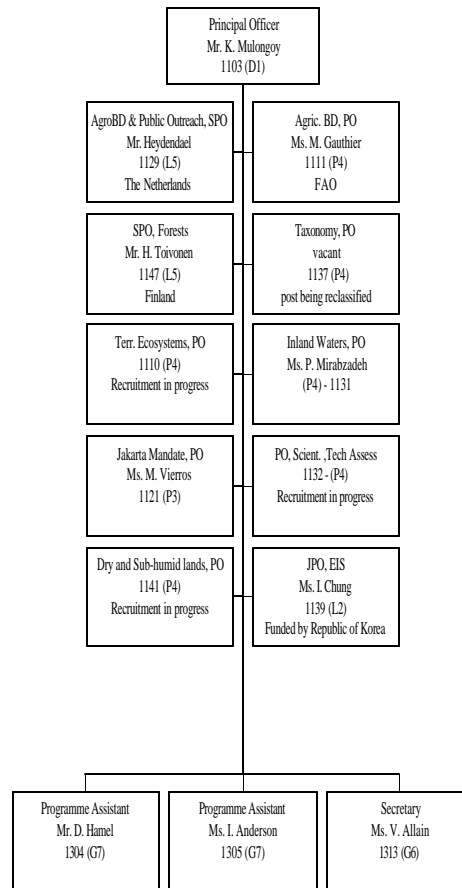 Principal Officer
Mr. K. Mulongoy
1103 (D1)
AgroBD & Public Outreach, SPO
Mr. Heydendael
1129 (L5)
The Netherlands
Agric. BD, PO
Ms. M. Gauthier
1111 (P4)
FAO
SPO, Forests
Mr. H. Toivonen
1147 (L5)
Finland
Taxonomy, PO
vacant
1137 (P4)
post being reclassified
Terr. Ecosystems, PO
1110 (P4)
Recruitment in progress
Inland Waters, PO
Ms. P. Mirabzadeh
(P4) - 1131
Jakarta Mandate, PO
Ms. M. Vierros
1121 (P3)
PO, Scient. ,Tech Assess
1132 - (P4)
Recruitment in progress
Dry and Sub-humid lands, PO
1141 (P4)
Recruitment in progress
JPO, EIS
Ms. I. Chung
1139 (L2)
Funded by Republic of Korea
Programme Assistant
Mr. D. Hamel
1304 (G7)
Programme Assistant
Ms. I. Anderson
1305 (G7)
Secretary
Ms. V. Allain
1313 (G6)